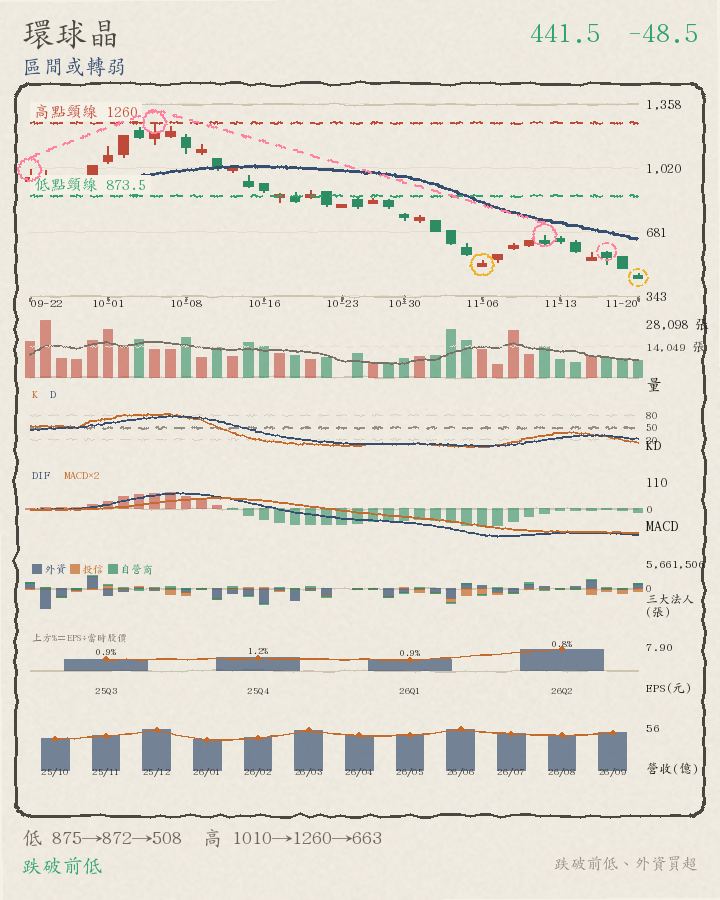 環球晶
441.5 -48.5
區間或轉弱
高點頸線 1260
1,358
1,020
低點頸線 873.5
681
343
09-22 10-01 10-08 10-16 10-23 10-30 11-06 11-13 11-20
28,098 張
14,049 張
量
K D
80
50
20
KD
DIF MACD×2
110
0
MACD
外資 投信 自營商
5,661,506
0
三大法人
(張)
上方%=EPS÷當時股價
0.9% 1.2% 0.9% 0.8%
7.90
25Q3 25Q4 26Q1 26Q2
EPS(元)
56
25/10 25/11 25/12 26/01 26/02 26/03 26/04 26/05 26/06 26/07 26/08 26/09
營收(億)
低 875→872→508 高 1010→1260→663
跌破前低
跌破前低、外資買超